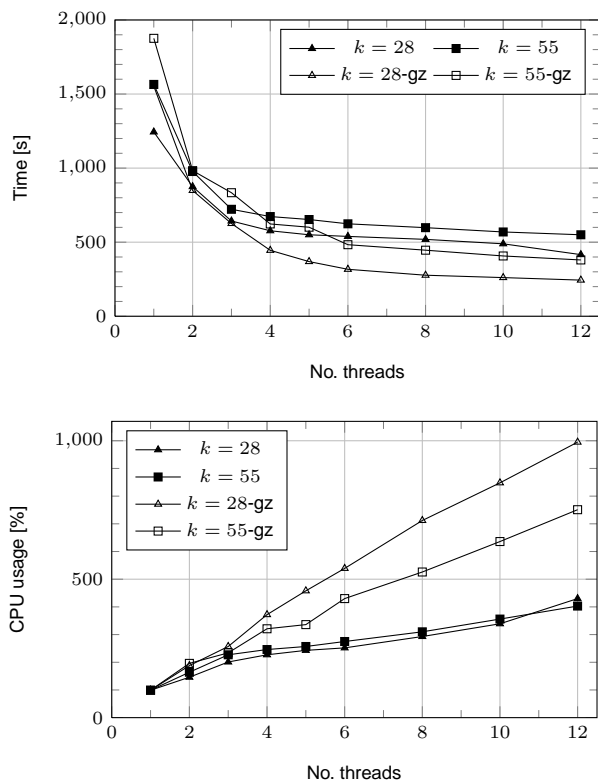 2,000
1,500
1,000
500
0
Time [s]
k = 28 k = 55
k = 28-gz k = 55-gz
0 2 4 6 8 10 12
No. threads
1,000
500
0
CPU usage [%]
k = 28
k = 55
k = 28-gz
k = 55-gz
0 2 4 6 8 10 12
No. threads